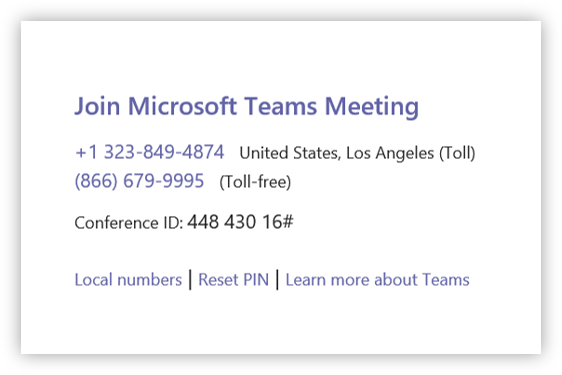 Join Microsoft Teams Meeting
+1 323-849-4874 United States, Los Angeles (Toll)
(866) 679-9995 (Toll-free)
Conference ID: 448 430 16#
Local numbers | Reset PIN | Learn more about Teams